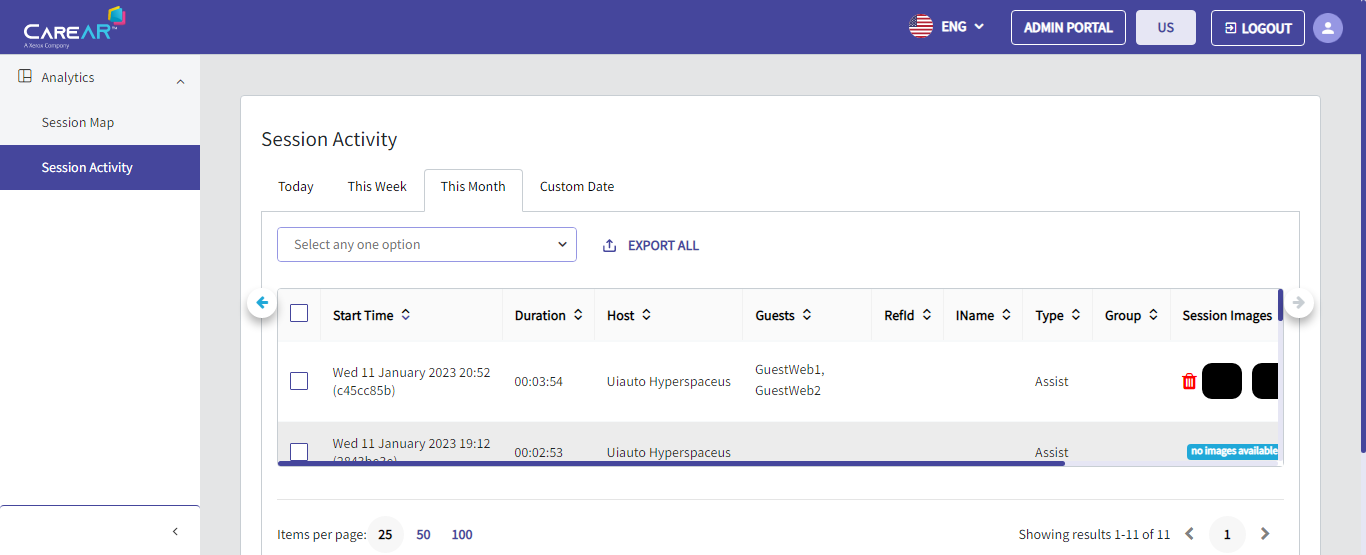 CAREAR™
A Xerox Company
ENG
ADMIN PORTAL
US
LOGOUT
Analytics
Session Map
Session Activity
Session Activity
Today
This Week
This Month
Custom Date
Select any one option
EXPORT ALL
Start Time
Duration
Host
Guests
RefId
IName
Type
Group
Session Images
Wed 11 January 2023 20:52
(c45cc85b)
00:03:54
Uiauto Hyperspaceus
GuestWeb1,
GuestWeb2
Assist
Wed 11 January 2023 19:12
00:02:53
Uiauto Hyperspaceus
Assist
no images available
Items per page:
25
50
100
Showing results 1-11 of 11
1